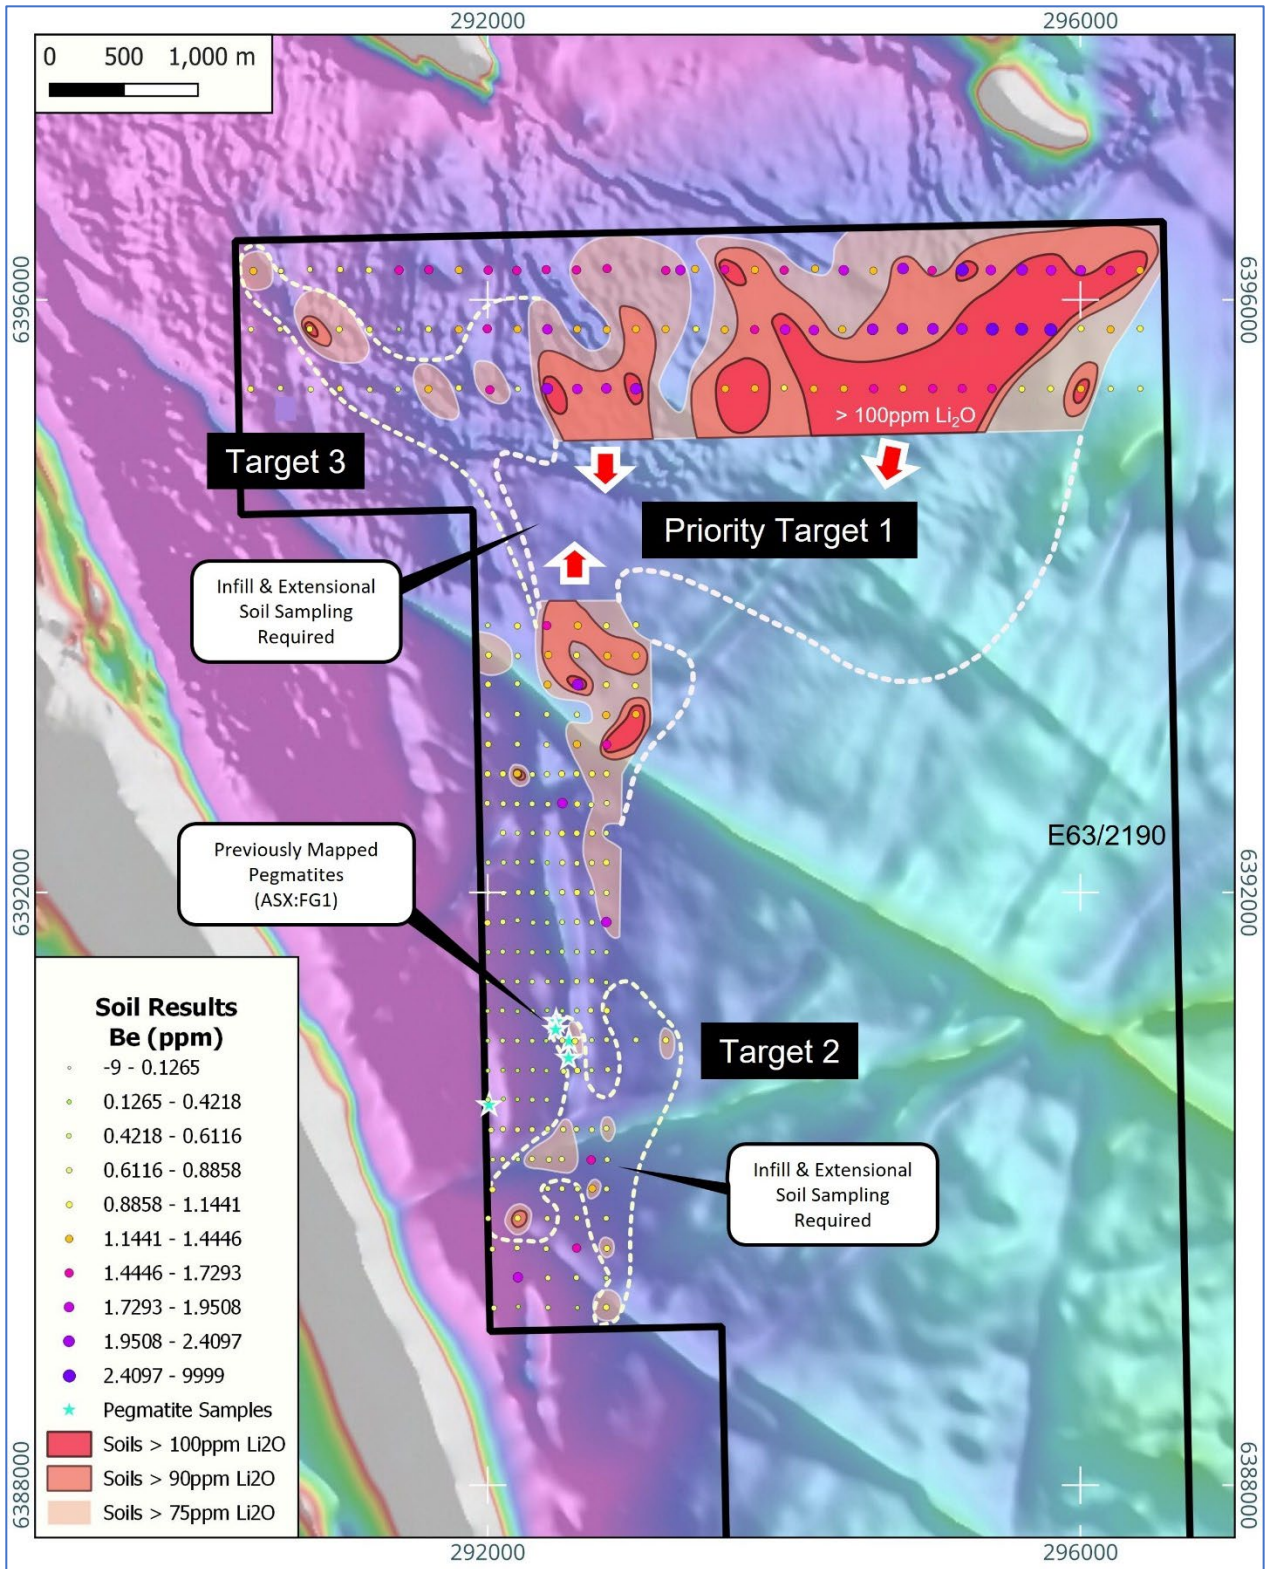 292000
296000
0 500 1,000 m
6396000
6396000
> 100ppm Li₂O
Target 3
Priority Target 1
Infill & Extensional
Soil Sampling
Required
E63/2190
Previously Mapped
Pegmatites
(ASX:FG1)
6392000
6392000
Target 2
Infill & Extensional
Soil Sampling
Required
Soil Results
Be (ppm)
-9 - 0.1265
0.1265 - 0.4218
0.4218 - 0.6116
0.6116 - 0.8858
0.8858 - 1.1441
1.1441 - 1.4446
1.4446 - 1.7293
1.7293 - 1.9508
1.9508 - 2.4097
2.4097 - 9999
Pegmatite Samples
Soils > 100ppm Li2O
Soils > 90ppm Li2O
Soils > 75ppm Li2O
6388000
6388000
292000
296000